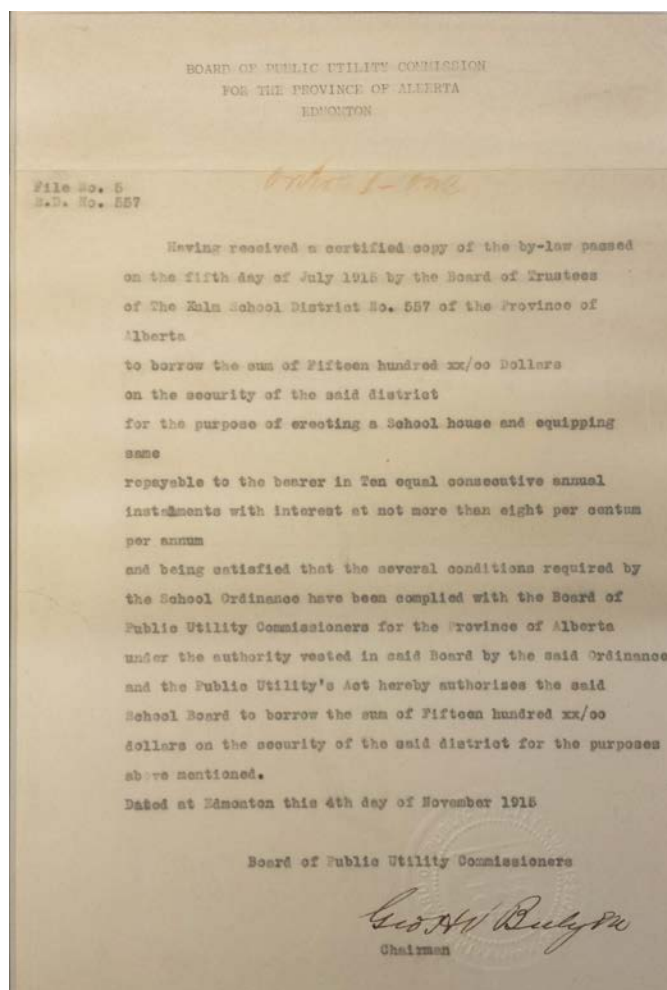 BOARD OF PUBLIC UTILITY COMMISSION
FOR THE PROVINCE OF ALBERTA
EDMONTON
File No. 5
S.D. No. 557
Having received a certified copy of the by-law passed
on the fifth day of July 1915 by the Board of Trustees
of The Kulm School District No. 557 of the Province of
Alberta
to borrow the sum of Fifteen hundred xx/oo Dollars
on the security of the said district
for the purpose of erecting a School house and equipping
same
repayable to the bearer in Ten equal consecutive annual
instalments with interest at not more than eight per centum
per annum
and being satisfied that the several conditions required by
the School Ordinance have been complied with the Board of
Public Utility Commissioners for the Province of Alberta
under the authority vested in said Board by the said Ordinance
and the Public Utility's Act hereby authorizes the said
School Board to borrow the sum of Fifteen hundred xx/oo
dollars on the security of the said district for the purposes
above mentioned.
Dated at Edmonton this 4th day of November 1915
Board of Public Utility Commissioners
Geo H V Bulyea
Chairman